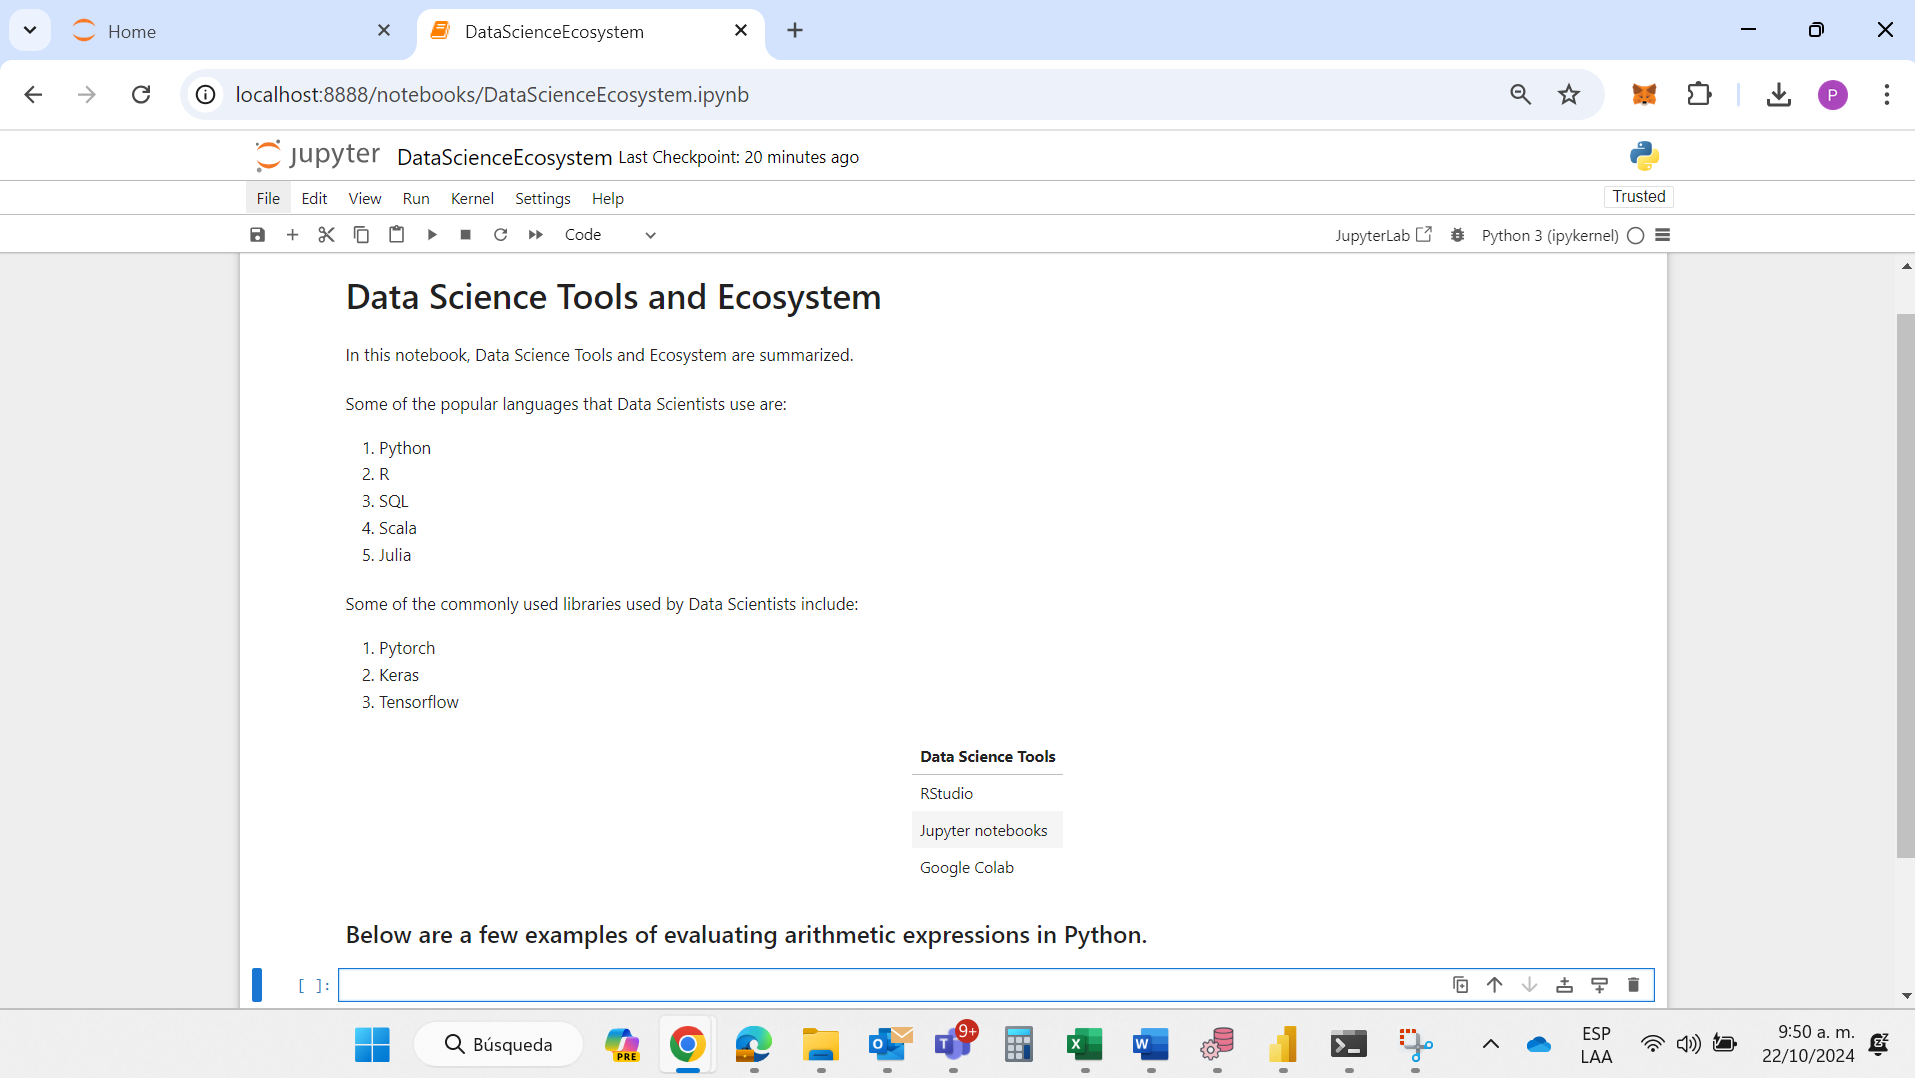 Home
DataScienceEcosystem
localhost:8888/notebooks/DataScienceEcosystem.ipynb
P
jupyter DataScienceEcosystem Last Checkpoint: 20 minutes ago
File Edit View Run Kernel Settings Help
Trusted
Code
JupyterLab Python 3 (ipykernel)
Data Science Tools and Ecosystem
In this notebook, Data Science Tools and Ecosystem are summarized.
Some of the popular languages that Data Scientists use are:
1. Python
2. R
3. SQL
4. Scala
5. Julia
Some of the commonly used libraries used by Data Scientists include:
1. Pytorch
2. Keras
3. Tensorflow
Data Science Tools
RStudio
Jupyter notebooks
Google Colab
Below are a few examples of evaluating arithmetic expressions in Python.
[ ]:
Búsqueda
PRE
O
T
9+
X
W
ESP
LAA
9:50 a. m.
22/10/2024